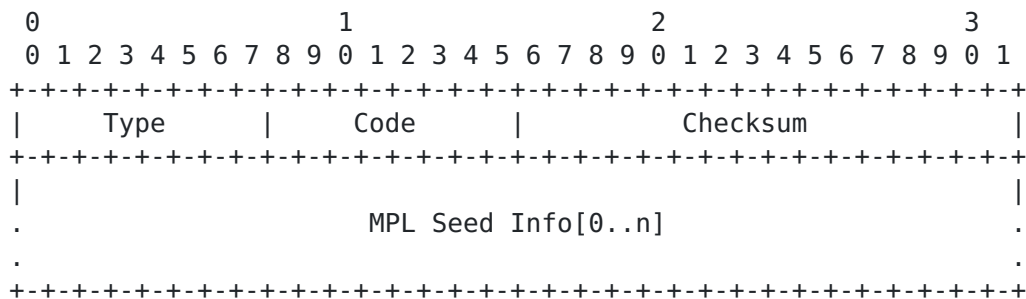 0                   1                   2                   3
 0 1 2 3 4 5 6 7 8 9 0 1 2 3 4 5 6 7 8 9 0 1 2 3 4 5 6 7 8 9 0 1
+-+-+-+-+-+-+-+-+-+-+-+-+-+-+-+-+-+-+-+-+-+-+-+-+-+-+-+-+-+-+-+-+
|     Type      |     Code      |          Checksum             |
+-+-+-+-+-+-+-+-+-+-+-+-+-+-+-+-+-+-+-+-+-+-+-+-+-+-+-+-+-+-+-+-+
|                                                               |
.                      MPL Seed Info[0..n]                      .
.                                                               .
+-+-+-+-+-+-+-+-+-+-+-+-+-+-+-+-+-+-+-+-+-+-+-+-+-+-+-+-+-+-+-+-+